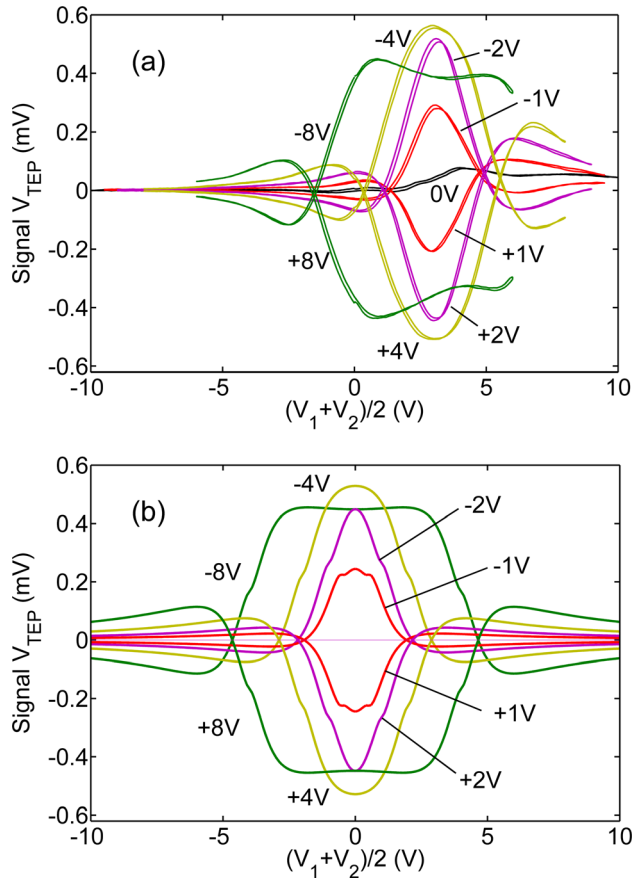 0.6
(a)
-4V
-2V
0.4
-1V
0.2
-8V
0
0V
-0.2
+8V
+1V
-0.4
+4V
+2V
-0.6
-10
-5
0
5
10
Signal V_TEP (mV)
(V_1+V_2)/2 (V)
0.6
(b)
-4V
-2V
0.4
-8V
-1V
0.2
0
-0.2
+8V
+1V
-0.4
+4V
+2V
-0.6
-10
-5
0
5
10
Signal V_TEP (mV)
(V_1+V_2)/2 (V)